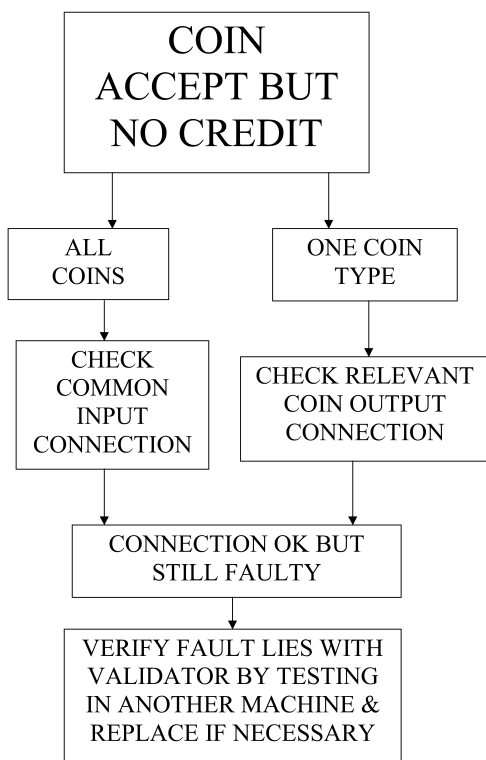 COIN
ACCEPT BUT
NO CREDIT
ALL
COINS
ONE COIN
TYPE
CHECK
COMMON
INPUT
CONNECTION
CHECK RELEVANT
COIN OUTPUT
CONNECTION
CONNECTION OK BUT
STILL FAULTY
VERIFY FAULT LIES WITH
VALIDATOR BY TESTING
IN ANOTHER MACHINE &
REPLACE IF NECESSARY